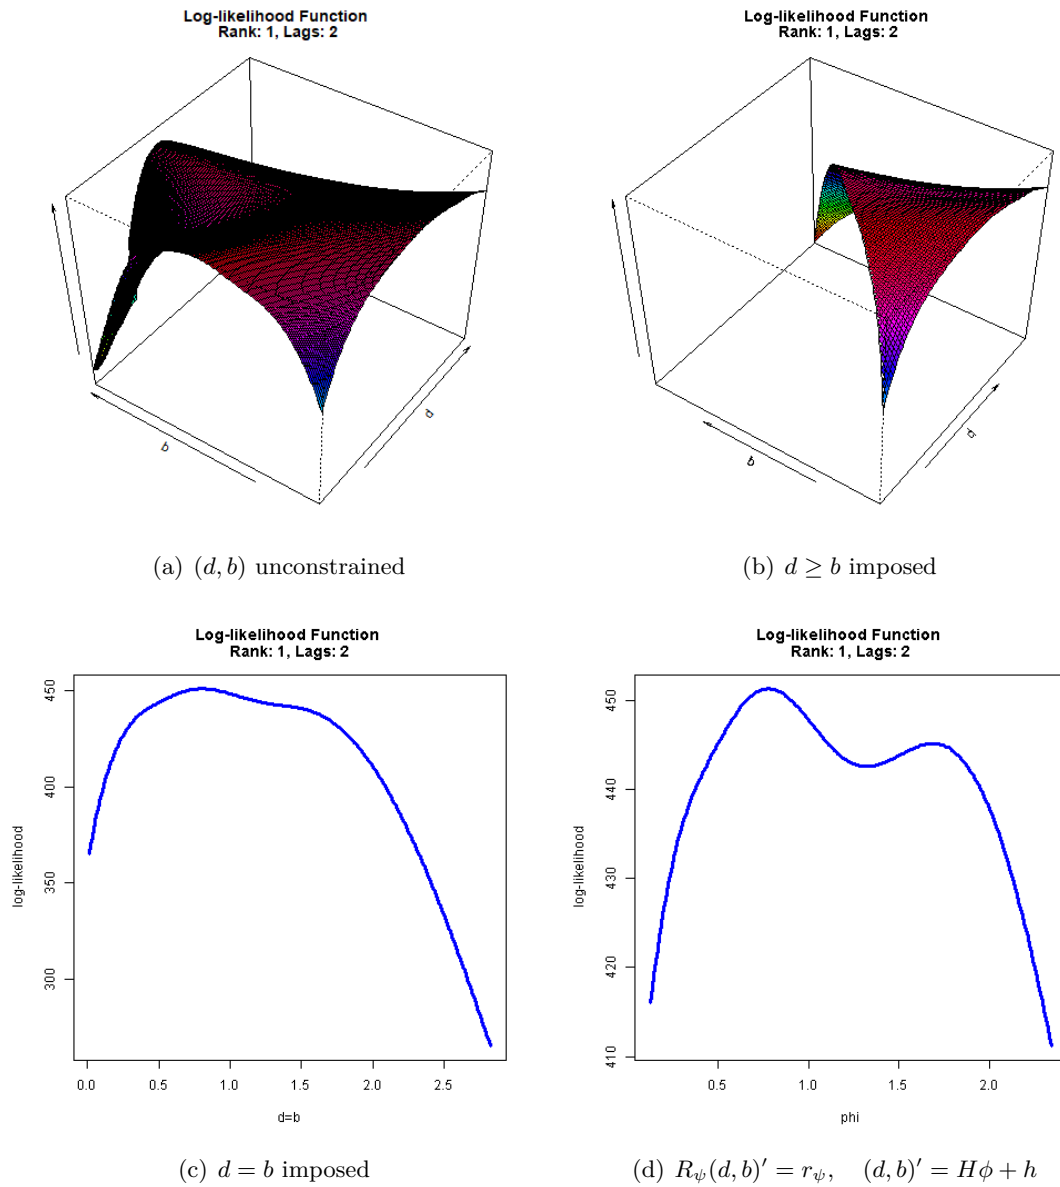 Log-likelihood Function
Rank: 1, Lags: 2
b
d
(a) (d, b) unconstrained
Log-likelihood Function
Rank: 1, Lags: 2
b
d
(b) d ≥ b imposed
Log-likelihood Function
Rank: 1, Lags: 2
log-likelihood
450
400
350
300
0.0 0.5 1.0 1.5 2.0 2.5
d=b
(c) d = b imposed
Log-likelihood Function
Rank: 1, Lags: 2
log-likelihood
450
440
430
420
410
0.5 1.0 1.5 2.0
phi
(d) R_ψ(d, b)′ = r_ψ, (d, b)′ = Hϕ + h